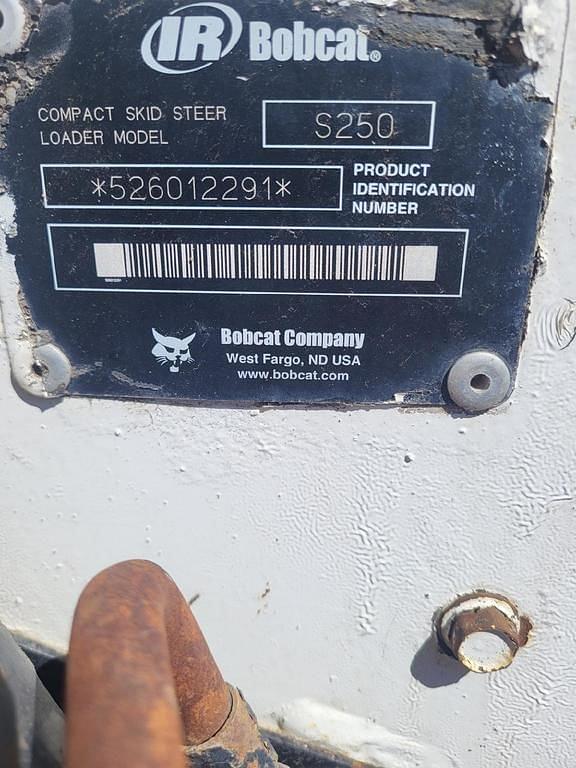 IR Bobcat®
COMPACT SKID STEER
LOADER MODEL
S250
*526012291*
PRODUCT
IDENTIFICATION
NUMBER
Bobcat Company
West Fargo, ND USA
www.bobcat.com